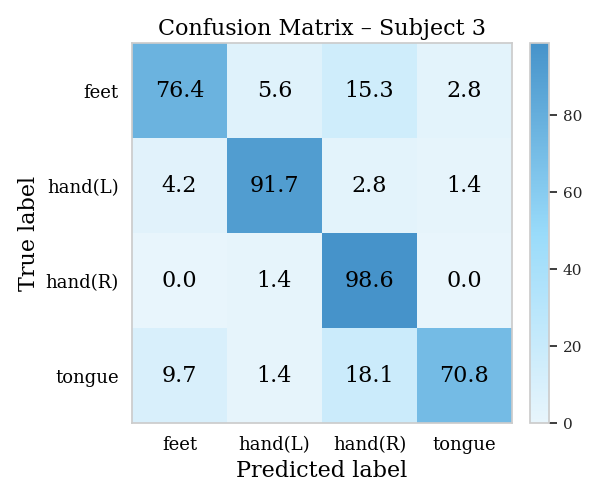 Confusion Matrix – Subject 3
True label
feet 76.4 5.6 15.3 2.8
hand(L) 4.2 91.7 2.8 1.4
hand(R) 0.0 1.4 98.6 0.0
tongue 9.7 1.4 18.1 70.8
feet hand(L) hand(R) tongue
Predicted label
80
60
40
20
0